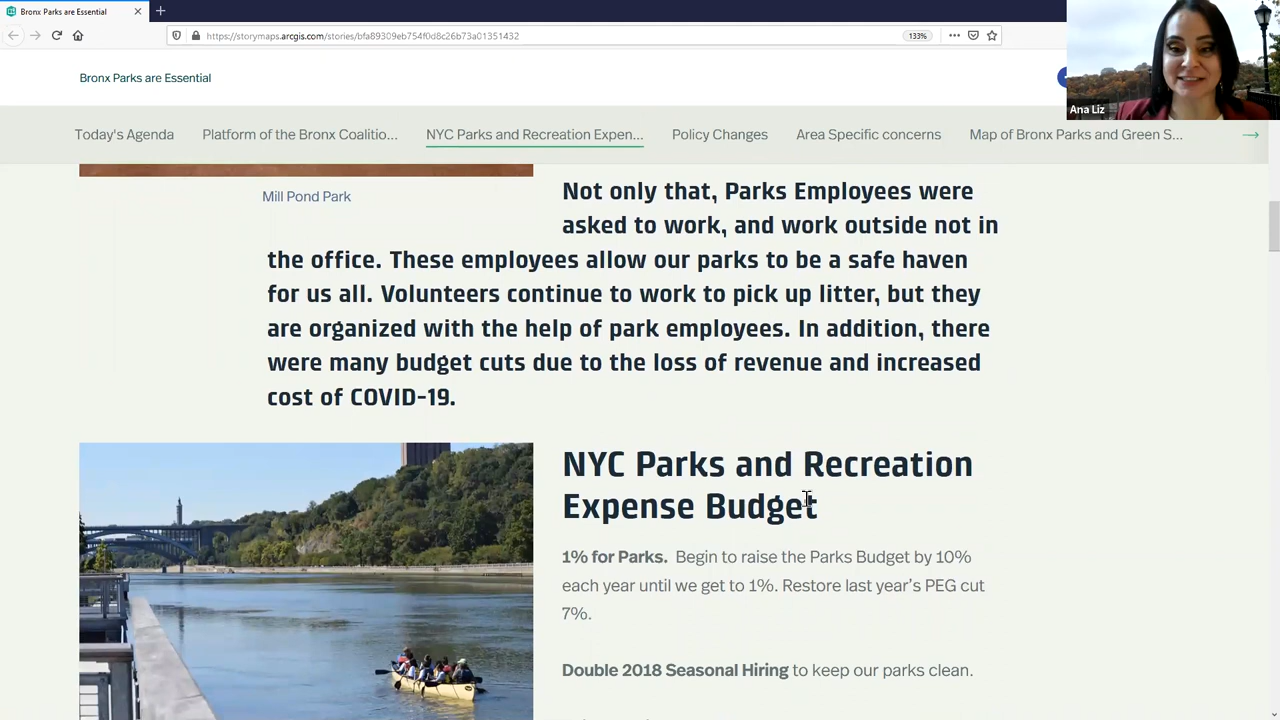 Bronx Parks are Essential
https://storymaps.arcgis.com/stories/bfa89309eb754f0d8c26b73a01351432
133%
Bronx Parks are Essential
Ana Liz
Today's Agenda
Platform of the Bronx Coalitio...
NYC Parks and Recreation Expen...
Policy Changes
Area Specific concerns
Map of Bronx Parks and Green S...
Mill Pond Park
Not only that, Parks Employees were
asked to work, and work outside not in
the office. These employees allow our parks to be a safe haven
for us all. Volunteers continue to work to pick up litter, but they
are organized with the help of park employees. In addition, there
were many budget cuts due to the loss of revenue and increased
cost of COVID-19.
NYC Parks and Recreation
Expense Budget
1% for Parks. Begin to raise the Parks Budget by 10%
each year until we get to 1%. Restore last year's PEG cut
7%.
Double 2018 Seasonal Hiring to keep our parks clean.